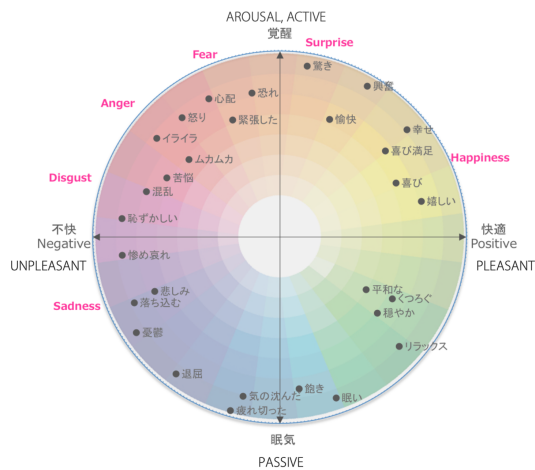 AROUSAL, ACTIVE
覚醒
Surprise
Fear
驚き
興奮
恐れ
心配
Anger
怒り
緊張した
愉快
幸せ
イライラ
喜び満足
Happiness
ムカムカ
Disgust
苦悩
喜び
混乱
嬉しい
恥ずかしい
不快
Negative
快適
Positive
惨め哀れ
UNPLEASANT
PLEASANT
悲しみ
平和な
Sadness
落ち込む
くつろぐ
穏やか
憂鬱
リラックス
退屈
飽き
気の沈んだ
眠い
疲れ切った
眠気
PASSIVE